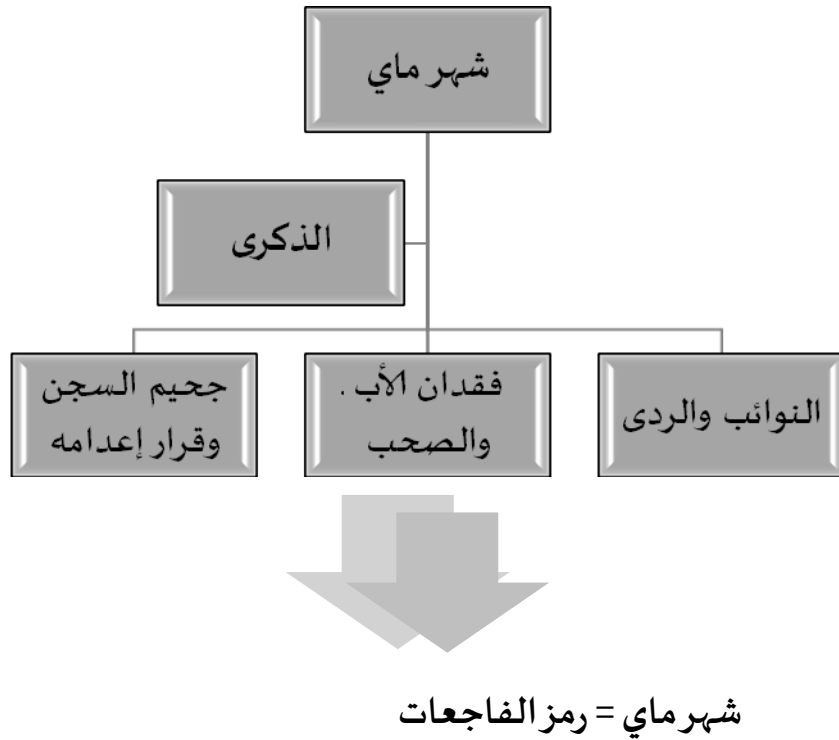 شهر ماي
الذكرى
النوائب والردى
فقدان الأب .
والصحب
جحيم السجن
وقرار إعدامه
شهر ماي = رمز الفاجعات